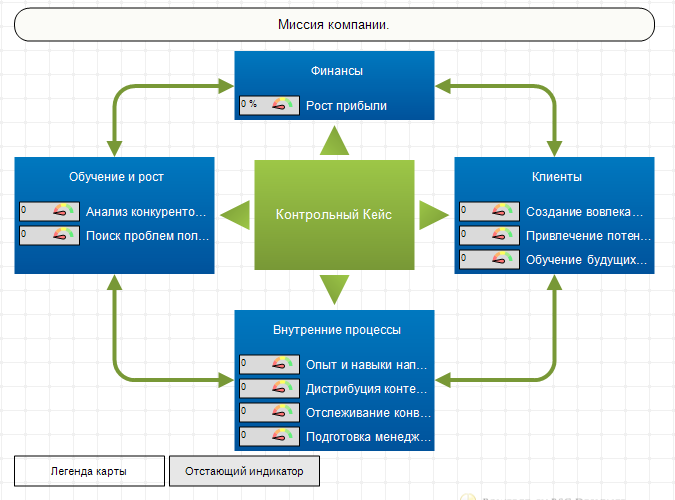 Миссия компании.
Финансы
0 % Рост прибыли
Обучение и рост
0 Анализ конкуренто...
0 Поиск проблем пол...
Контрольный Кейс
Клиенты
0 Создание вовлека...
0 Привлечение потен...
0 Обучение будущих...
Внутренние процессы
0 Опыт и навыки нап...
0 Дистрибуция конте...
0 Отслеживание конв...
0 Подготовка менедж...
Легенда карты
Отстающий индикатор